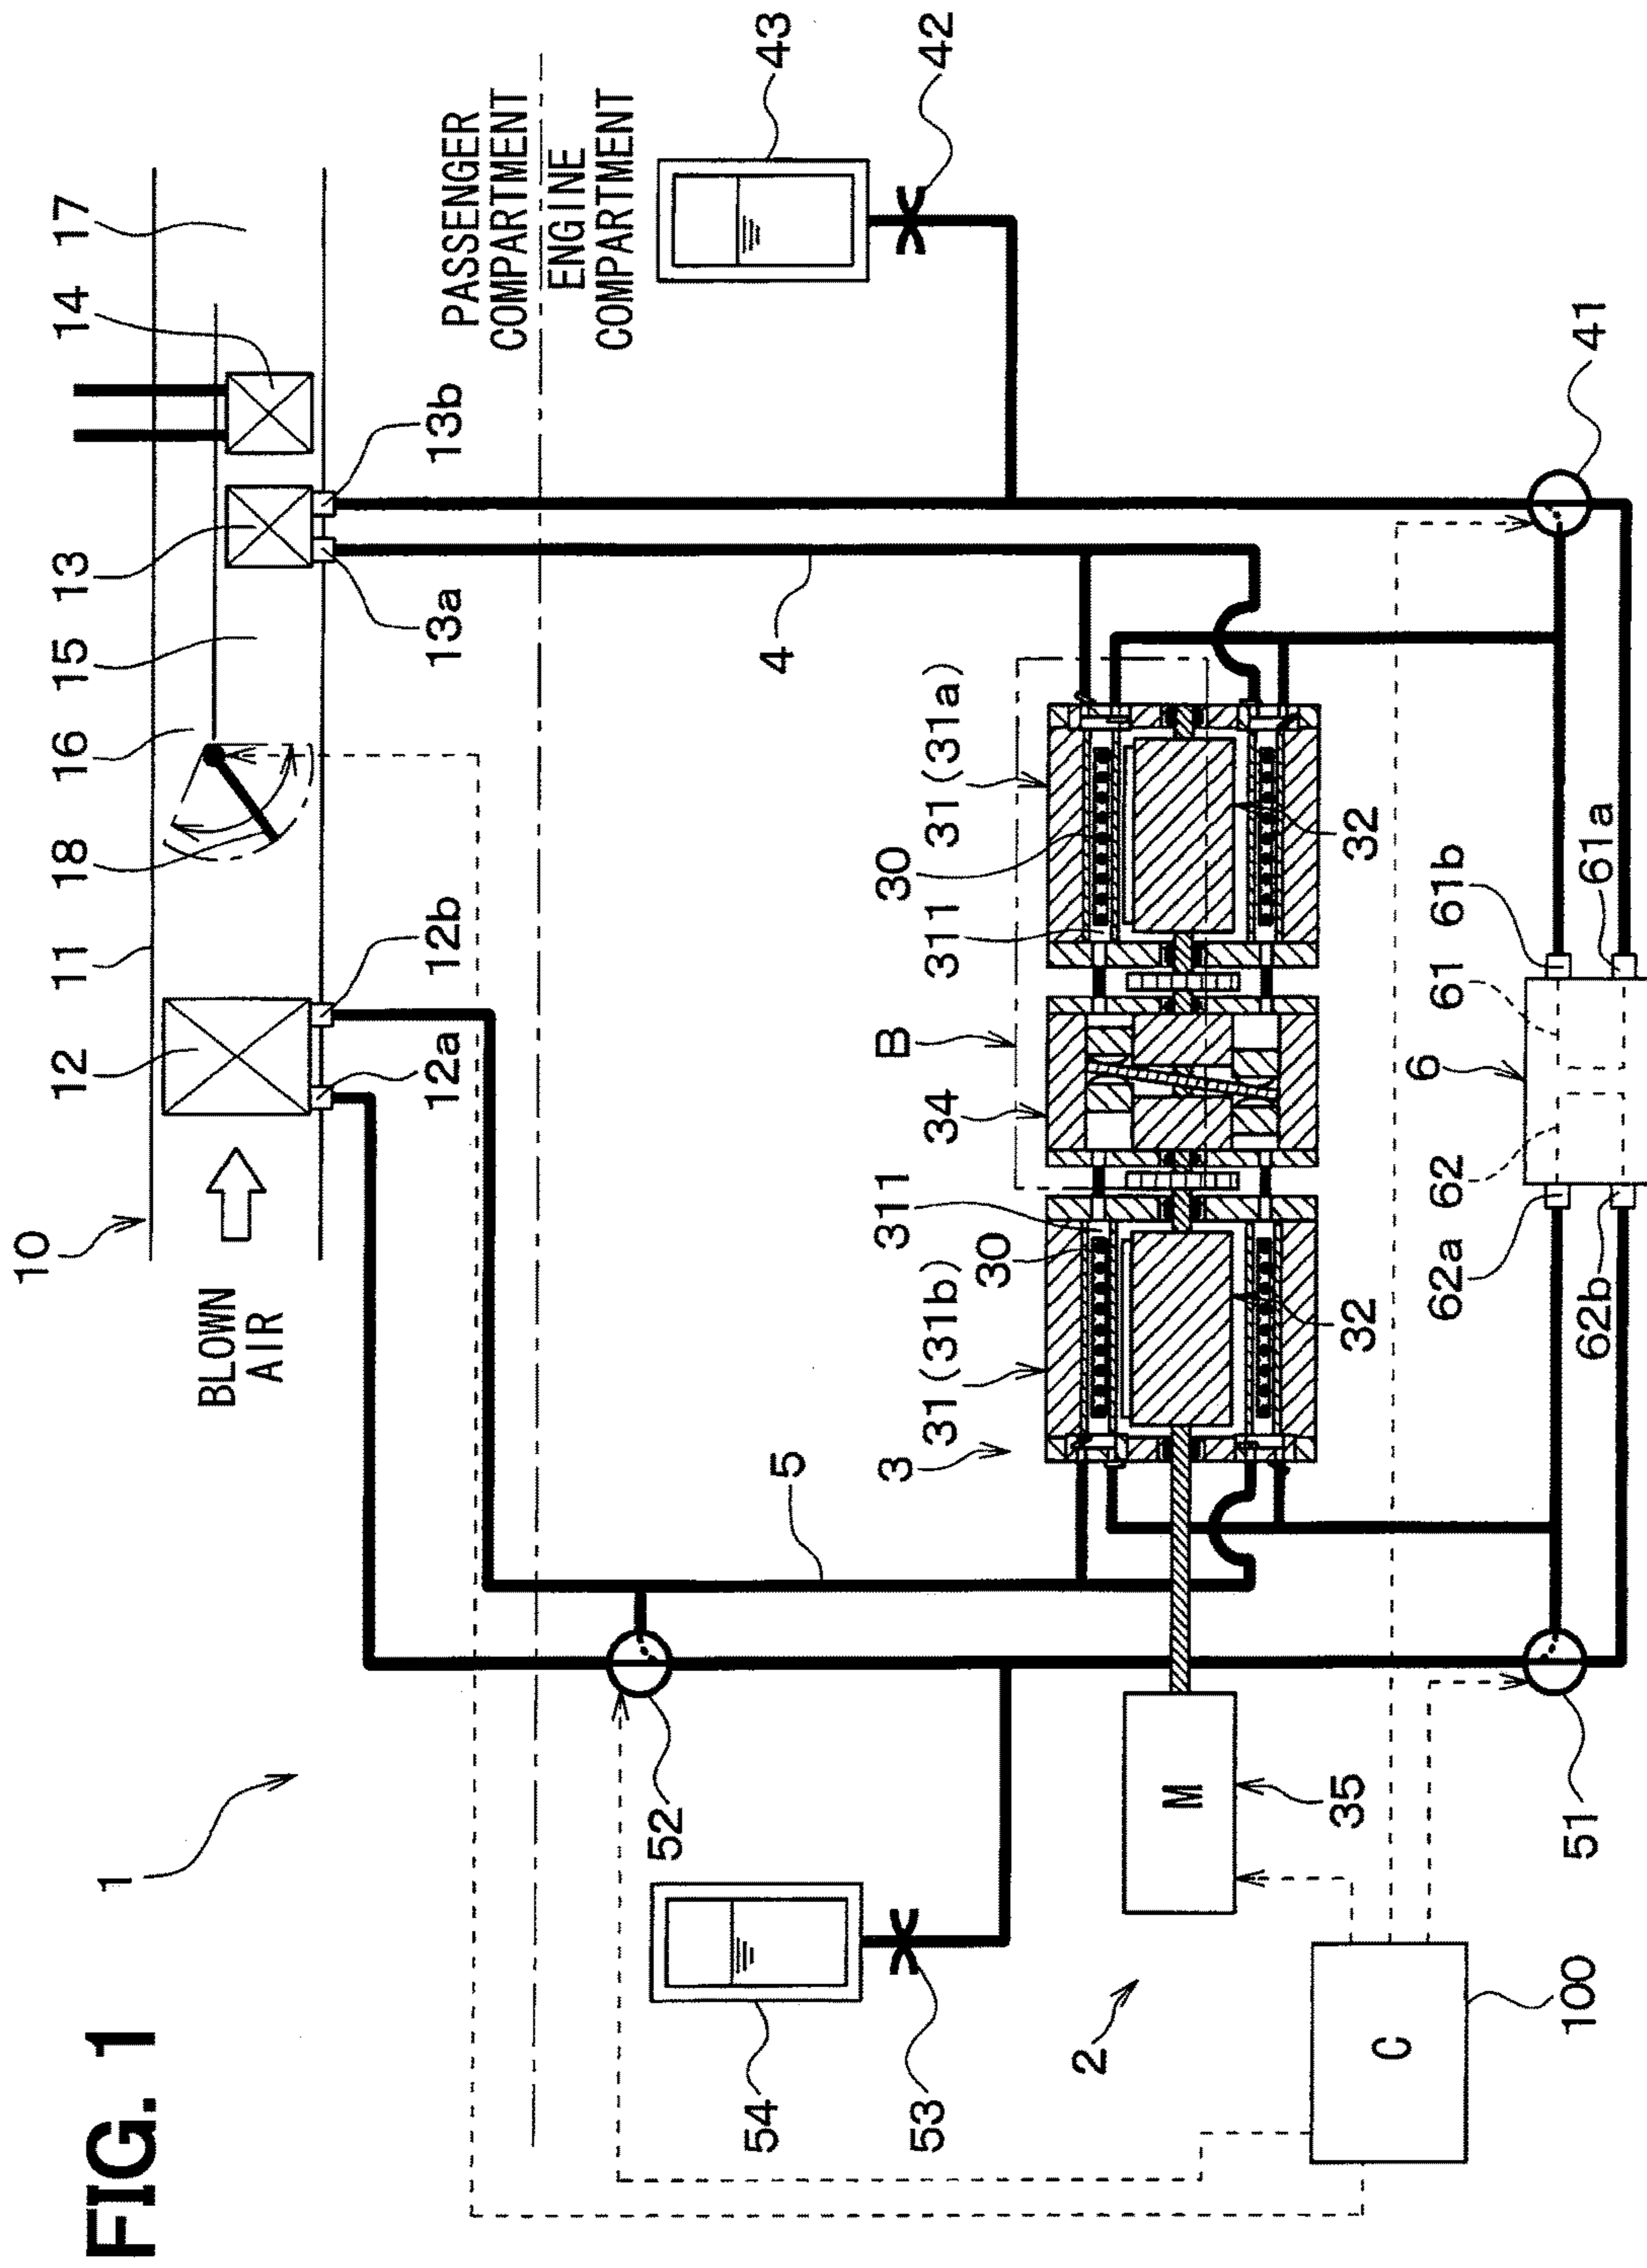 FIG. 1
1
10
BLOWN
AIR
12
11
18
16
15
13
14
17
12a
12b
13a
13b
PASSENGER
COMPARTMENT
ENGINE
COMPARTMENT
43
42
52
54
53
5
4
2
3
31(31b)
30
311
34
B
311
30
31(31a)
M
35
32
32
C
100
51
62a
62
6
61
61b
62b
61a
41